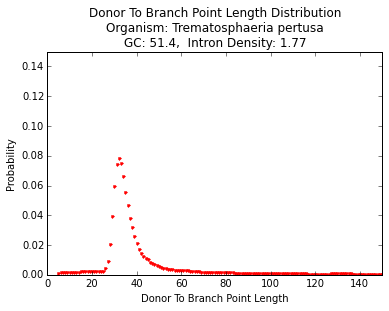 Donor To Branch Point Length Distribution
Organism: Trematosphaeria pertusa
GC: 51.4,  Intron Density: 1.77
0.14
0.12
0.10
0.08
0.06
0.04
0.02
0.00
Probability
0 20 40 60 80 100 120 140
Donor To Branch Point Length